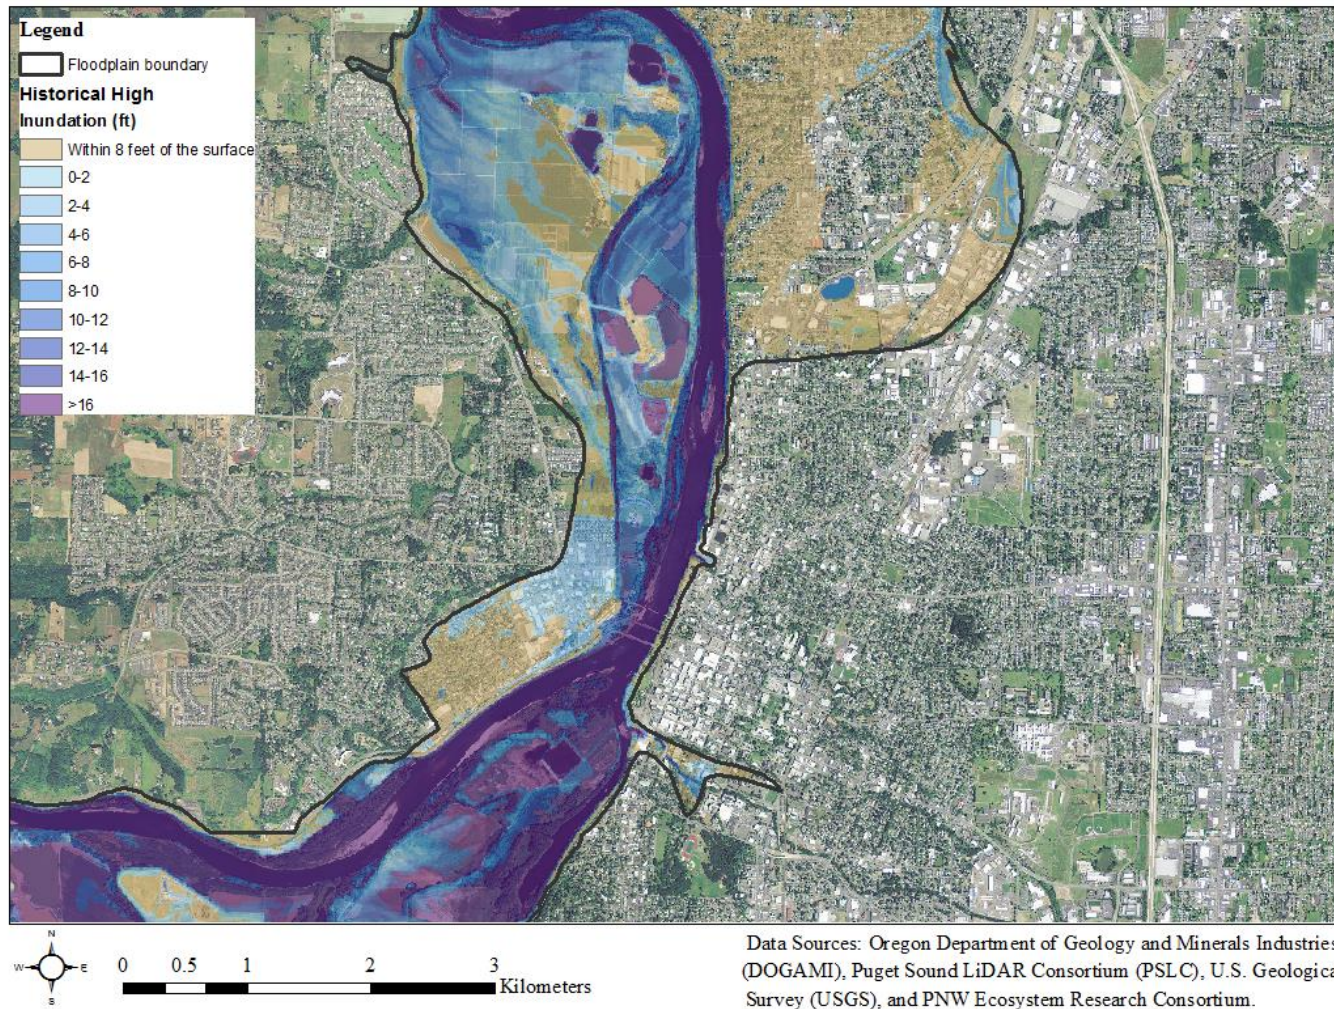 Legend
Floodplain boundary
Historical High
Inundation (ft)
Within 8 feet of the surface
0-2
2-4
4-6
6-8
8-10
10-12
12-14
14-16
>16
N
W E
S
0 0.5 1 2 3
Kilometers
Data Sources: Oregon Department of Geology and Minerals Industries
(DOGAMI), Puget Sound LiDAR Consortium (PSLC), U.S. Geologica
Survey (USGS), and PNW Ecosystem Research Consortium.